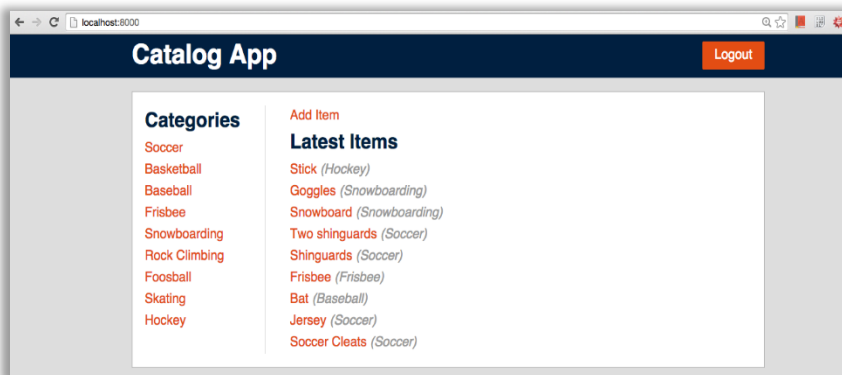 localhost:8000
Catalog App
Logout
Categories
Soccer
Basketball
Baseball
Frisbee
Snowboarding
Rock Climbing
Foosball
Skating
Hockey
Add Item
Latest Items
Stick (Hockey)
Goggles (Snowboarding)
Snowboard (Snowboarding)
Two shinguards (Soccer)
Shinguards (Soccer)
Frisbee (Frisbee)
Bat (Baseball)
Jersey (Soccer)
Soccer Cleats (Soccer)